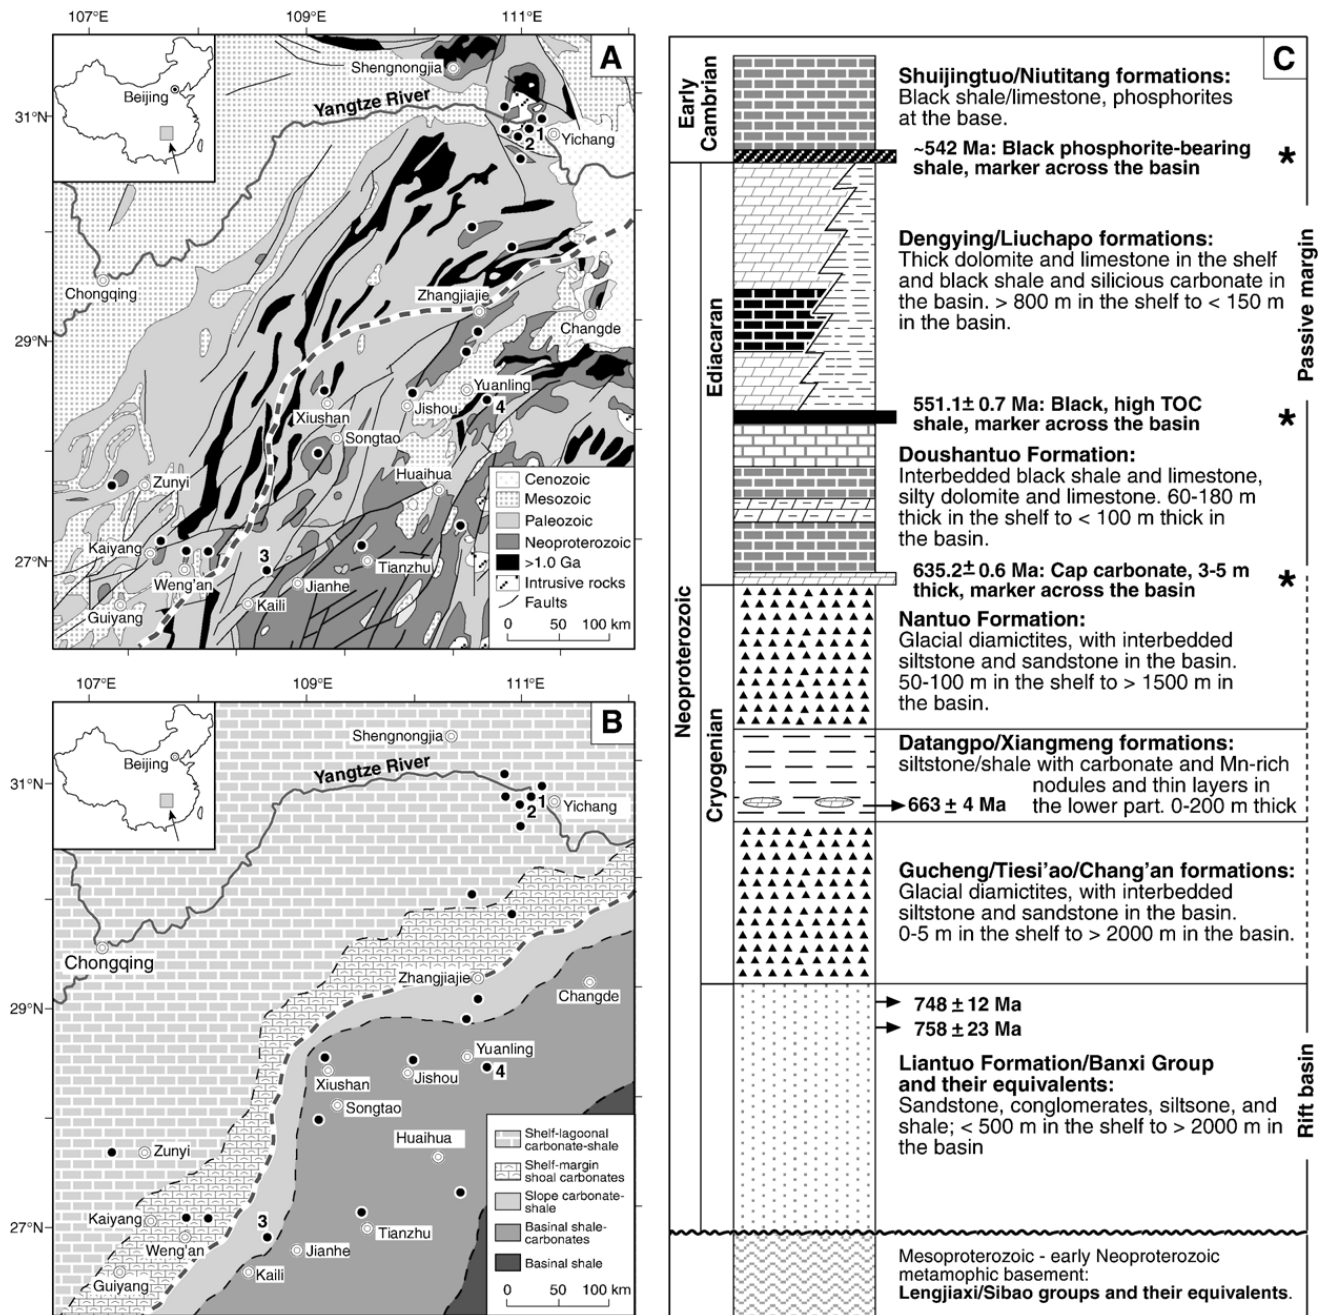 107°E 109°E 111°E
A
Beijing
Shengnongjia
Yangtze River
31°N
1
2
Yichang
Chongqing
Zhangjiajie
29°N
Changde
Yuanling
Xiushan
Jishou
4
Songtao
Zunyi
Huaihua
Kaiyang
27°N
3
Weng'an
Tianzhu
Jianhe
Kaili
Guiyang
Cenozoic
Mesozoic
Paleozoic
Neoproterozoic
>1.0 Ga
Intrusive rocks
Faults
0 50 100 km
107°E 109°E 111°E
B
Beijing
Shengnongjia
Yangtze River
31°N
1
2
Yichang
Chongqing
Zhangjiajie
29°N
Changde
Yuanling
Xiushan
Jishou
4
Songtao
Zunyi
Huaihua
Kaiyang
27°N
3
Weng'an
Tianzhu
Jianhe
Kaili
Guiyang
Shelf-lagoonal
carbonate-shale
Shelf-margin
shoal carbonates
Slope carbonate-
shale
Basinal shale-
carbonates
Basinal shale
0 50 100 km
C
Early
Cambrian
Neoproterozoic
Ediacaran
Cryogenian
Passive margin
Rift basin
Shuijingtuo/Niutitang formations:
Black shale/limestone, phosphorites
at the base.
~542 Ma: Black phosphorite-bearing
shale, marker across the basin *
Dengying/Liuchapo formations:
Thick dolomite and limestone in the shelf
and black shale and silicious carbonate in
the basin. > 800 m in the shelf to < 150 m
in the basin.
551.1± 0.7 Ma: Black, high TOC
shale, marker across the basin *
Doushantuo Formation:
Interbedded black shale and limestone,
silty dolomite and limestone. 60-180 m
thick in the shelf to < 100 m thick in
the basin.
635.2± 0.6 Ma: Cap carbonate, 3-5 m
thick, marker across the basin *
Nantuo Formation:
Glacial diamictites, with interbedded
siltstone and sandstone in the basin.
50-100 m in the shelf to > 1500 m in
the basin.
Datangpo/Xiangmeng formations:
siltstone/shale with carbonate and Mn-rich
nodules and thin layers in
the lower part. 0-200 m thick
663 ± 4 Ma
Gucheng/Tiesi'ao/Chang'an formations:
Glacial diamictites, with interbedded
siltstone and sandstone in the basin.
0-5 m in the shelf to > 2000 m in the basin.
748 ± 12 Ma
758 ± 23 Ma
Liantuo Formation/Banxi Group
and their equivalents:
Sandstone, conglomerates, siltsone, and
shale; < 500 m in the shelf to > 2000 m in
the basin
Mesoproterozoic - early Neoproterozoic
metamophic basement:
Lengjiaxi/Sibao groups and their equivalents.